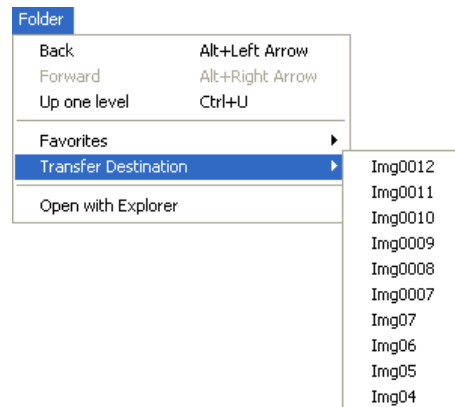 Folder
Back Alt+Left Arrow
Forward Alt+Right Arrow
Up one level Ctrl+U
Favorites
Transfer Destination
Open with Explorer
Img0012
Img0011
Img0010
Img0009
Img0008
Img0007
Img07
Img06
Img05
Img04